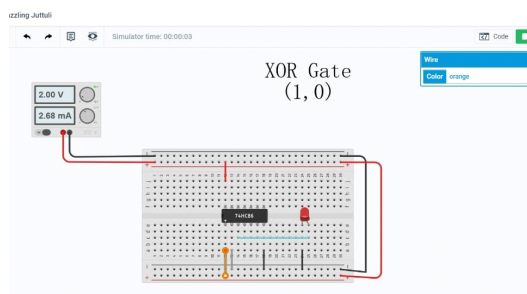 azzling Juttuli
Simulator time: 00:00:03
Code
XOR Gate
(1,0)
Wire
Color orange
2.00 V
2.68 mA
74HC86